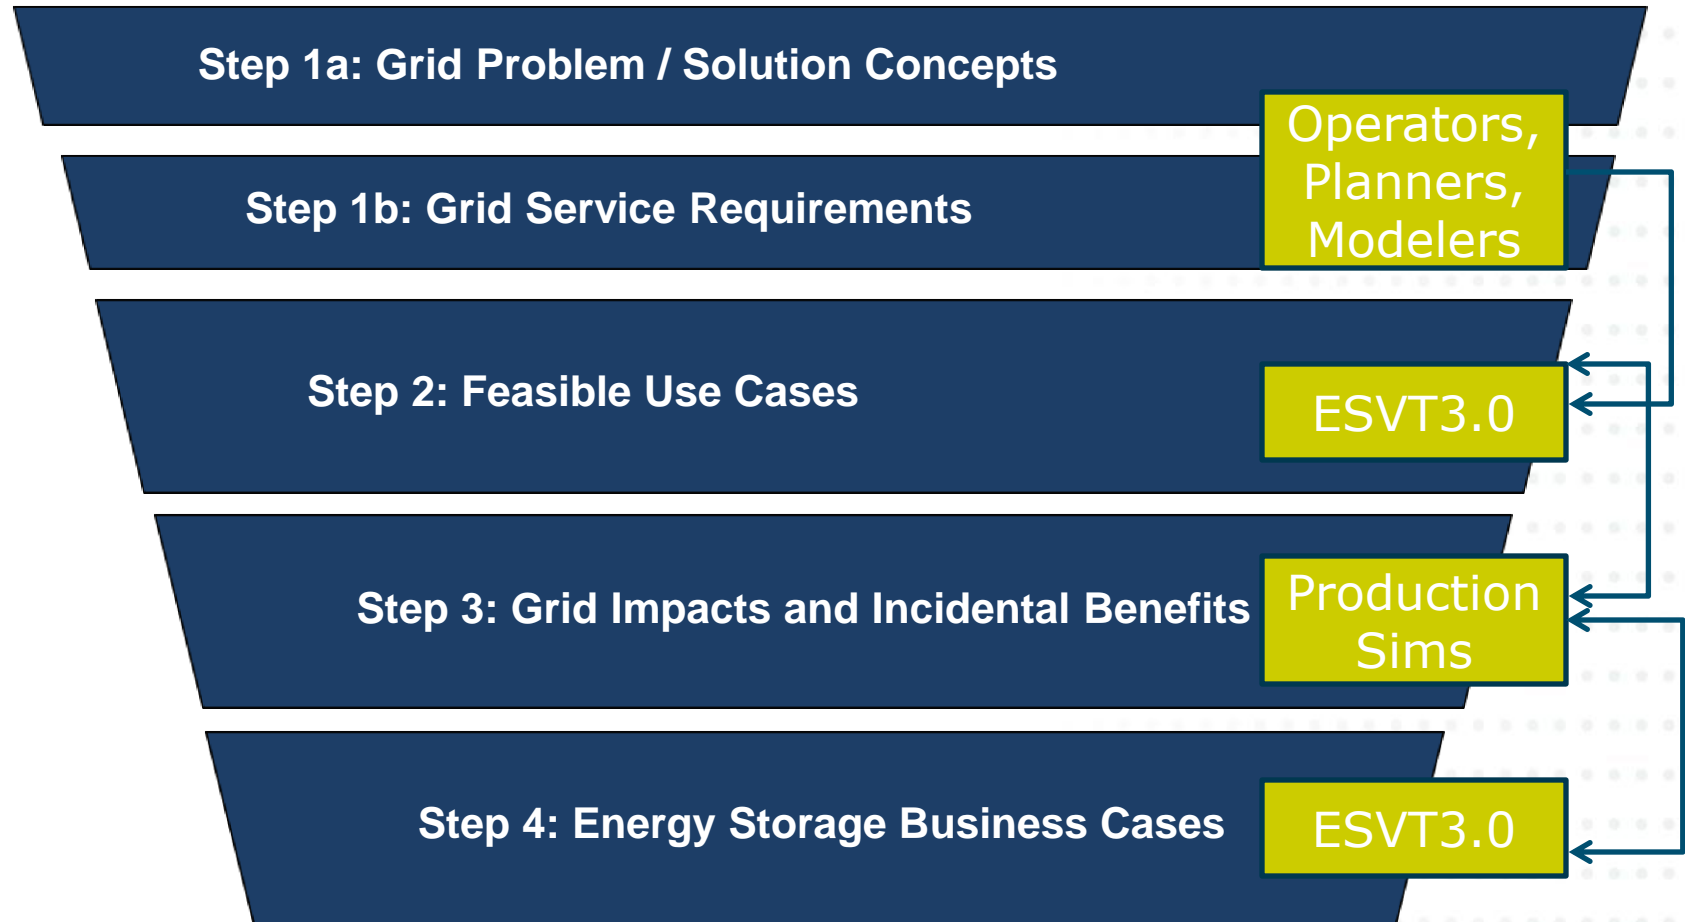 Step 1a: Grid Problem / Solution Concepts
Operators,
Planners,
Modelers
Step 1b: Grid Service Requirements
Step 2: Feasible Use Cases
ESVT3.0
Step 3: Grid Impacts and Incidental Benefits
Production
Sims
Step 4: Energy Storage Business Cases
ESVT3.0